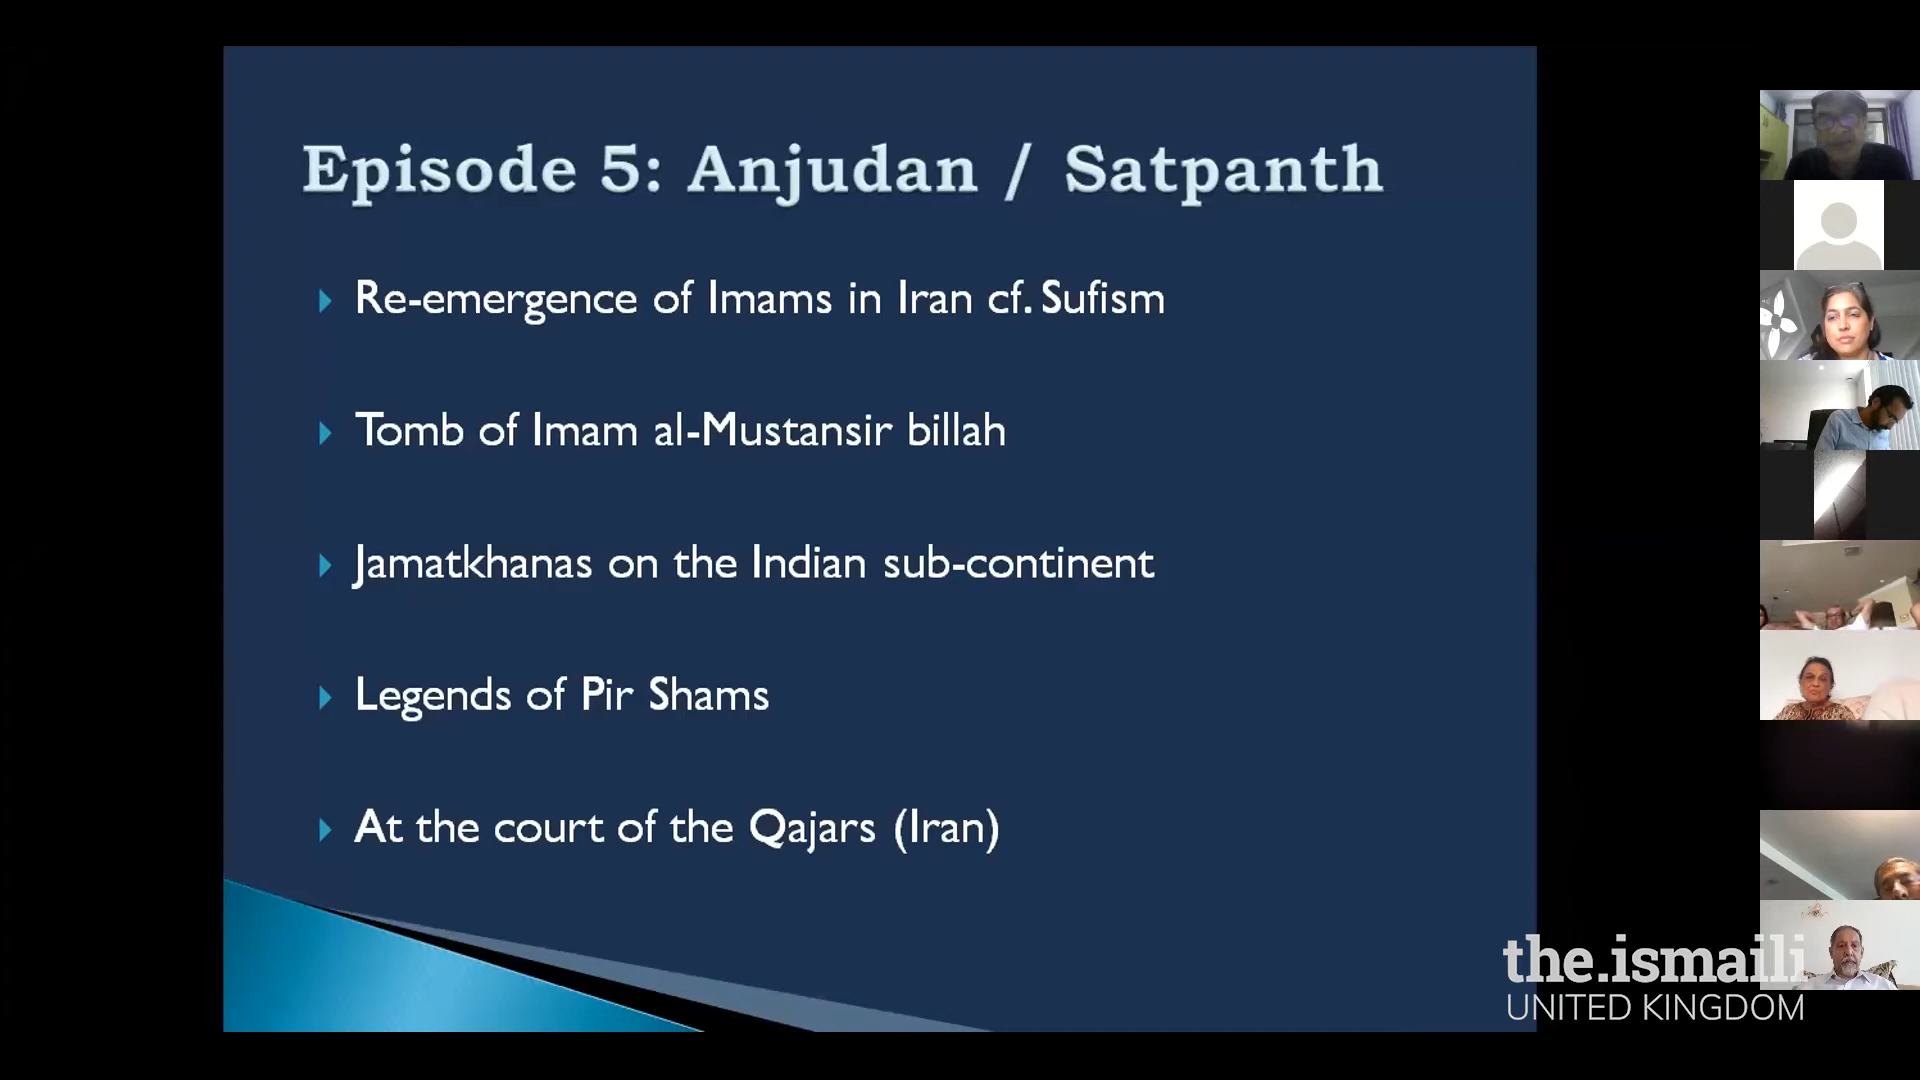 Episode 5: Anjudan / Satpanth
Re-emergence of Imams in Iran cf. Sufism
Tomb of Imam al-Mustansir billah
Jamatkhanas on the Indian sub-continent
Legends of Pir Shams
At the court of the Qajars (Iran)
the.ismaili
UNITED KINGDOM